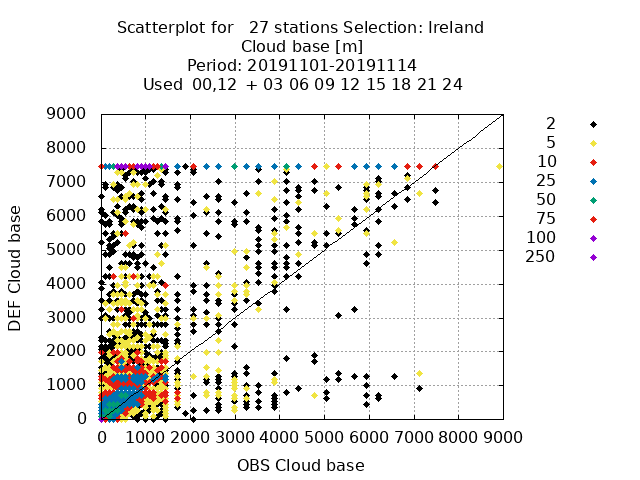 Scatterplot for   27 stations Selection: Ireland
Cloud base [m]
Period: 20191101-20191114
Used  00,12  + 03 06 09 12 15 18 21 24
9000
8000
7000
6000
5000
4000
3000
2000
1000
0
DEF Cloud base
0 1000 2000 3000 4000 5000 6000 7000 8000 9000
OBS Cloud base
2
5
10
25
50
75
100
250